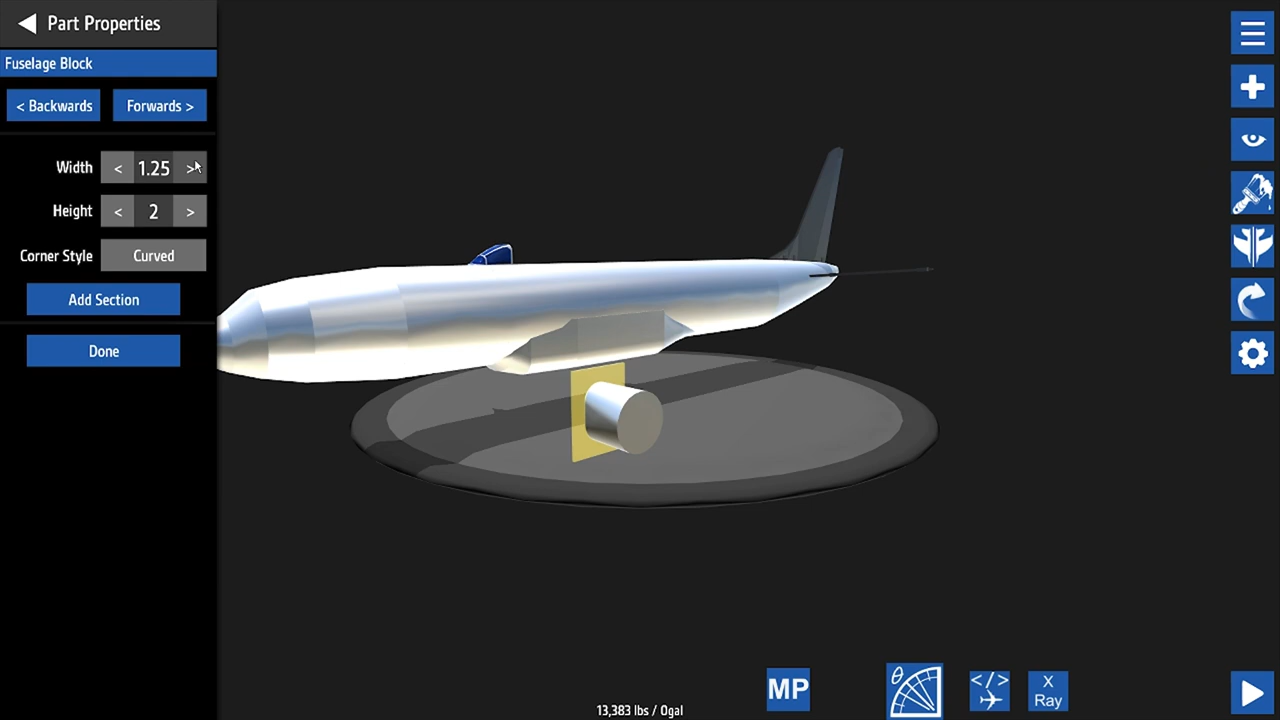 Part Properties
Fuselage Block
< Backwards
Forwards >
Width < 1.25 >
Height < 2 >
Corner Style Curved
Add Section
Done
MP
θ
</>
X
Ray
13,383 lbs / 0gal